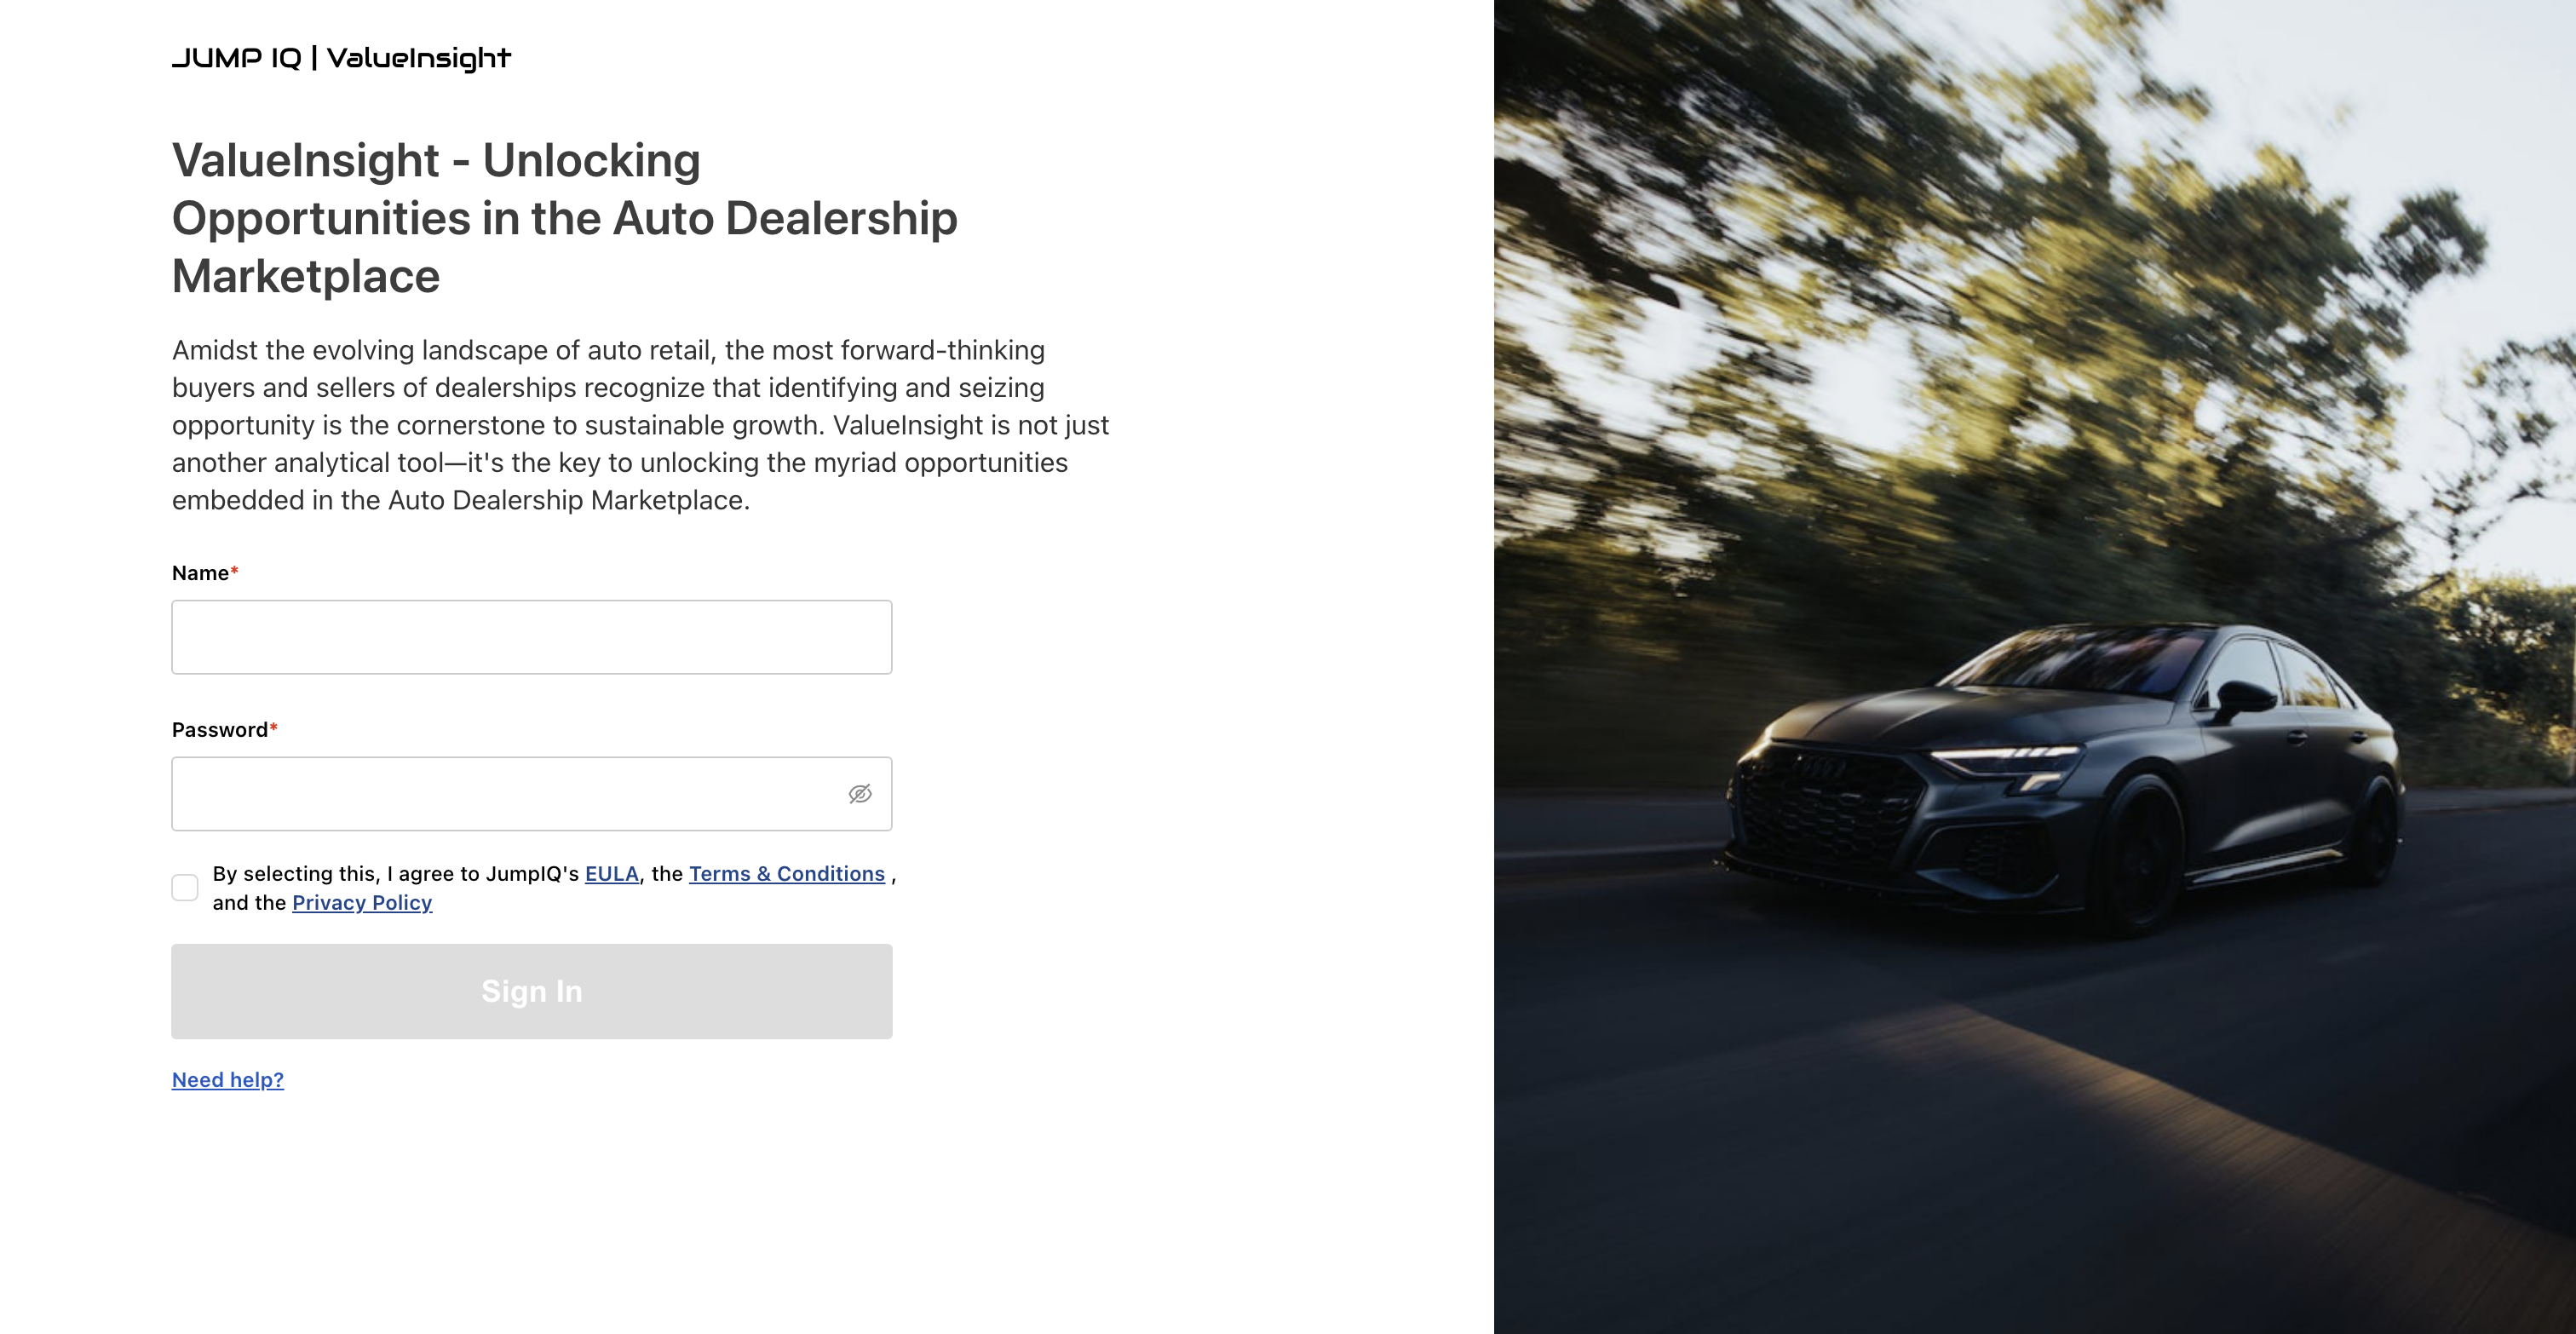 JUMP IQ | ValueInsight
ValueInsight - Unlocking
Opportunities in the Auto Dealership
Marketplace
Amidst the evolving landscape of auto retail, the most forward-thinking
buyers and sellers of dealerships recognize that identifying and seizing
opportunity is the cornerstone to sustainable growth. ValueInsight is not just
another analytical tool—it's the key to unlocking the myriad opportunities
embedded in the Auto Dealership Marketplace.
Name*
Password*
By selecting this, I agree to JumpIQ's EULA, the Terms & Conditions ,
and the Privacy Policy
Sign In
Need help?